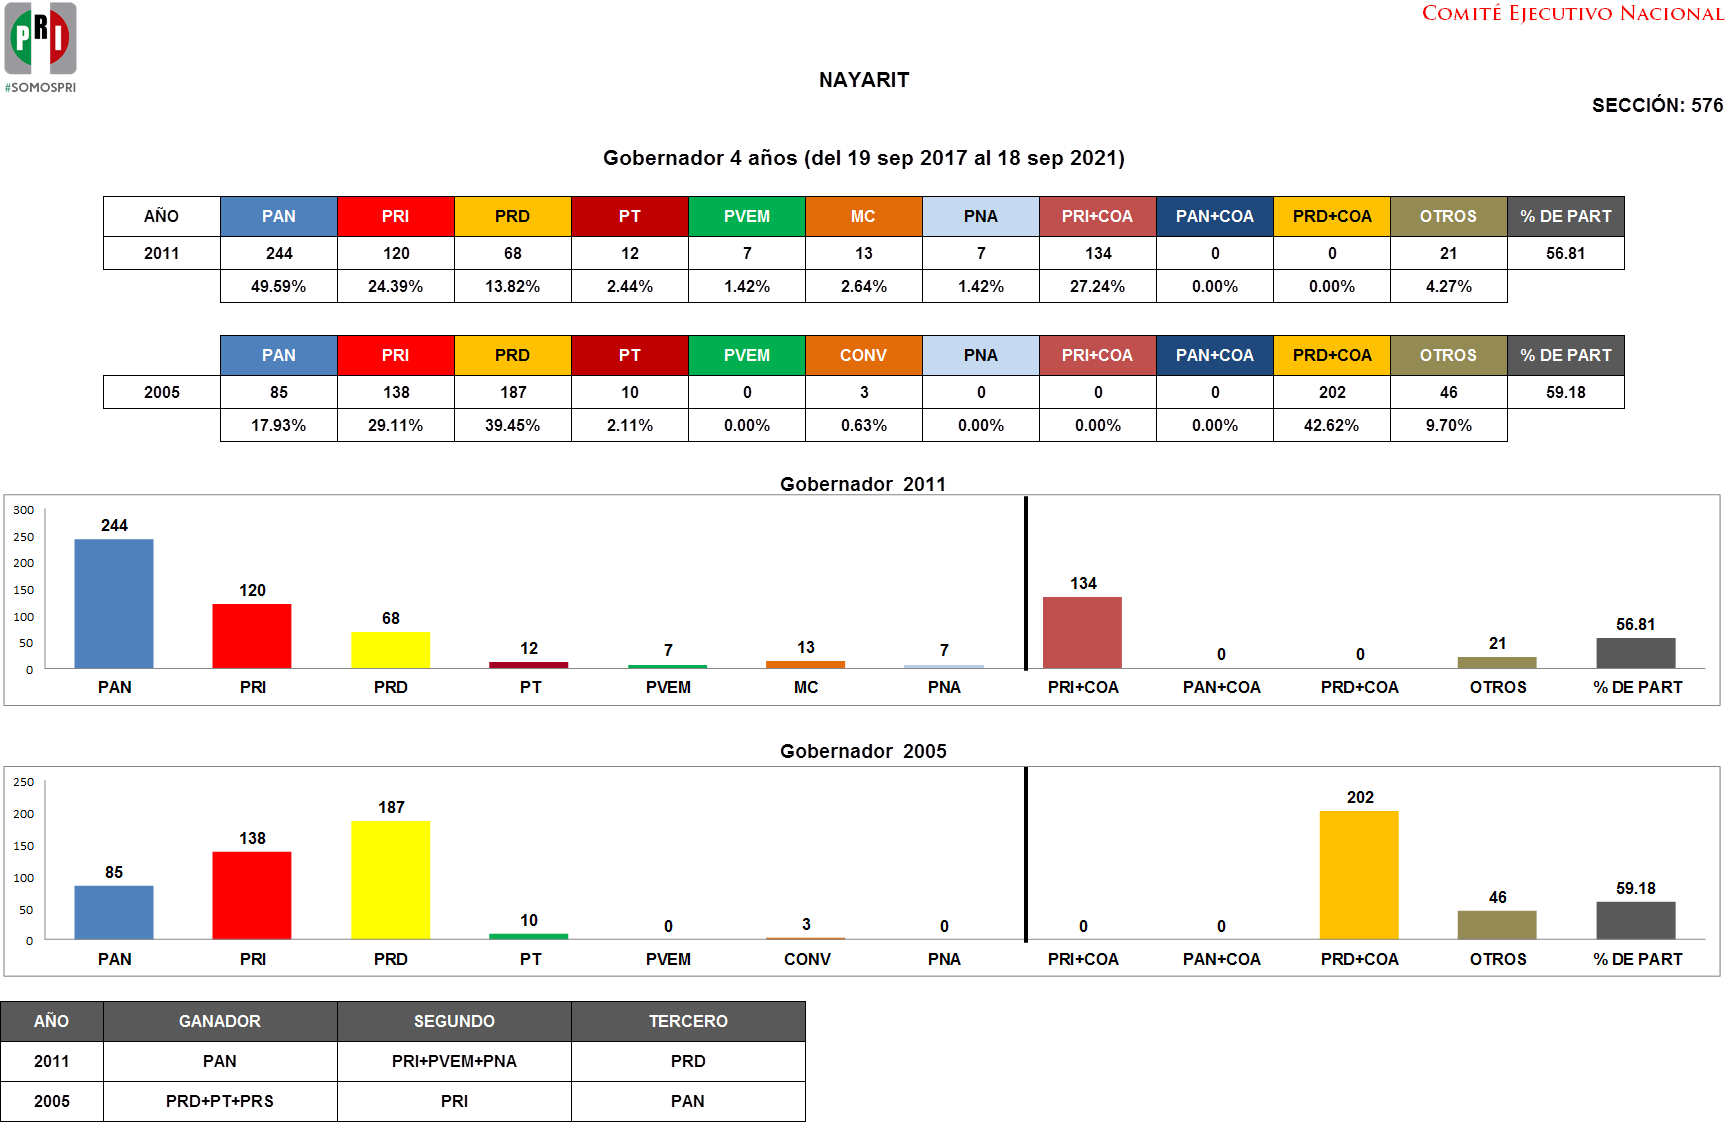 PRI
#SOMOSPRI
COMITÉ EJECUTIVO NACIONAL
NAYARIT
SECCIÓN: 576
Gobernador 4 años (del 19 sep 2017 al 18 sep 2021)
AÑO PAN PRI PRD PT PVEM MC PNA PRI+COA PAN+COA PRD+COA OTROS % DE PART
2011 244 120 68 12 7 13 7 134 0 0 21 56.81
49.59% 24.39% 13.82% 2.44% 1.42% 2.64% 1.42% 27.24% 0.00% 0.00% 4.27%
PAN PRI PRD PT PVEM CONV PNA PRI+COA PAN+COA PRD+COA OTROS % DE PART
2005 85 138 187 10 0 3 0 0 0 202 46 59.18
17.93% 29.11% 39.45% 2.11% 0.00% 0.63% 0.00% 0.00% 0.00% 42.62% 9.70%
Gobernador 2011
300
250
200
150
100
50
0
244 120 68 12 7 13 7 134 0 0 21 56.81
PAN PRI PRD PT PVEM MC PNA PRI+COA PAN+COA PRD+COA OTROS % DE PART
Gobernador 2005
250
200
150
100
50
0
85 138 187 10 0 3 0 0 0 202 46 59.18
PAN PRI PRD PT PVEM CONV PNA PRI+COA PAN+COA PRD+COA OTROS % DE PART
AÑO GANADOR SEGUNDO TERCERO
2011 PAN PRI+PVEM+PNA PRD
2005 PRD+PT+PRS PRI PAN